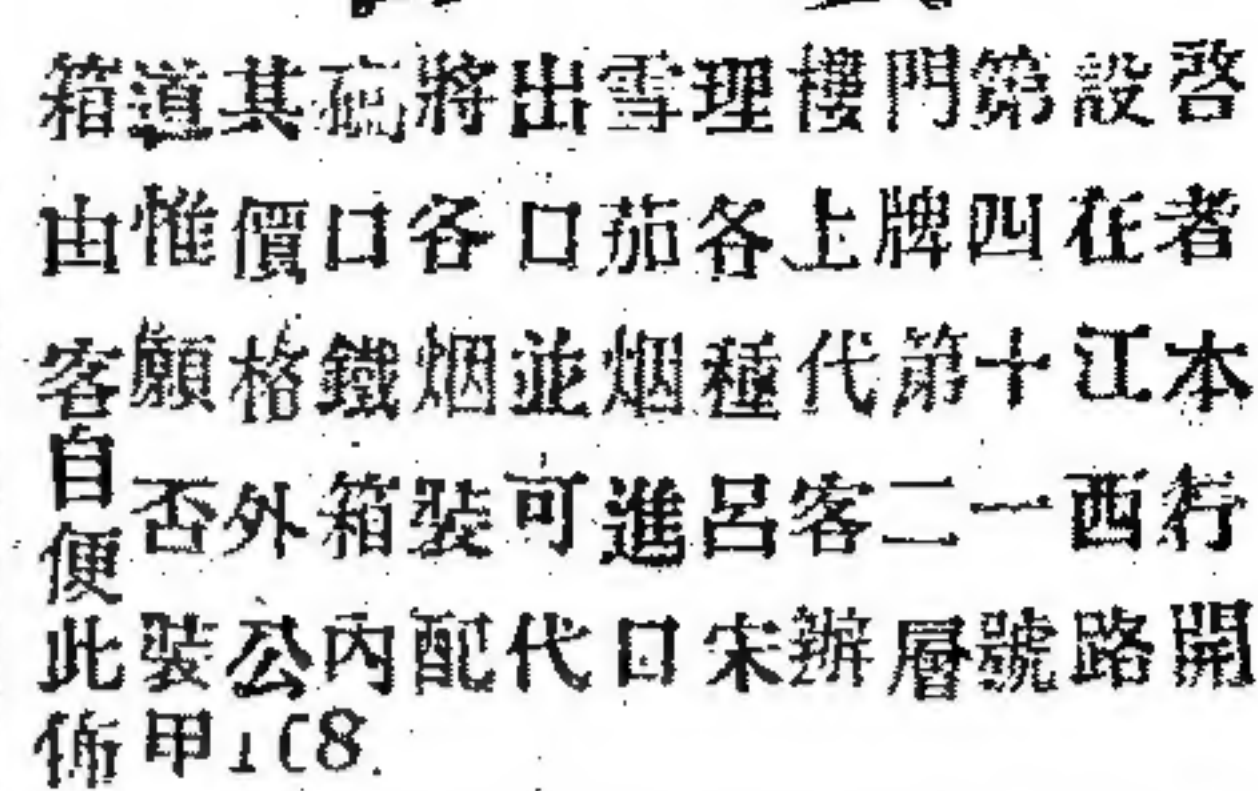 啓者本行開
設在江西路
第四十一號
門牌第二層
樓上代客辦
理各種呂宋
雪茄烟進口
出口並可代
將各烟裝配
硫口鐵箱內
其價格外公
道惟願否裝
箱由客自便此佈
甲108